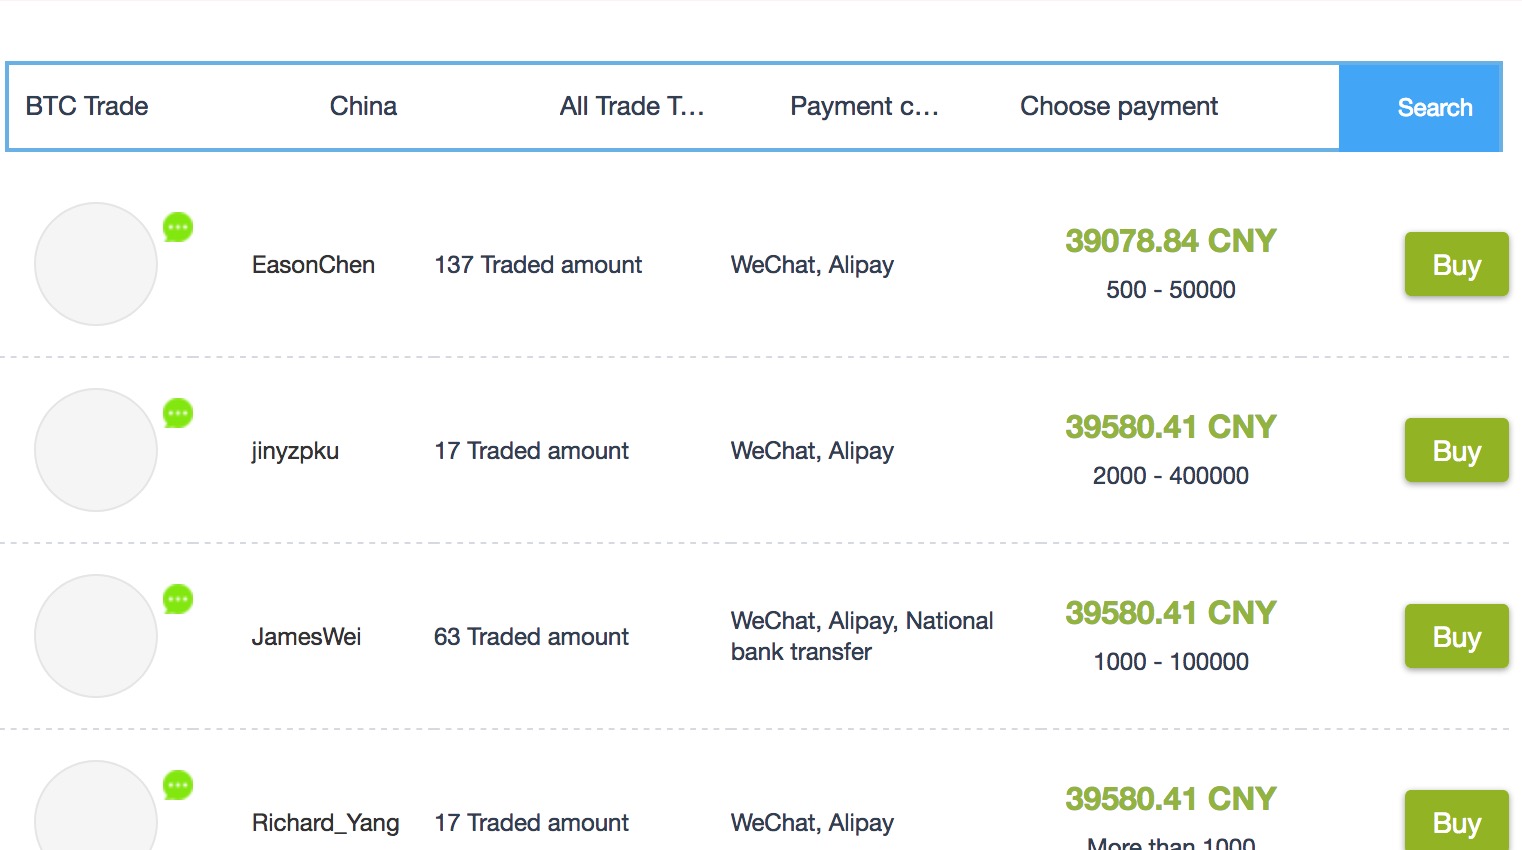 BTC Trade China All Trade T... Payment c... Choose payment Search
39078.84 CNY
EasonChen 137 Traded amount WeChat, Alipay Buy
500 - 50000
39580.41 CNY
jinyzpku 17 Traded amount WeChat, Alipay Buy
2000 - 400000
39580.41 CNY
WeChat, Alipay, National
JamesWei 63 Traded amount Buy
bank transfer
1000 - 100000
39580.41 CNY
Richard_Yang 17 Traded amount WeChat, Alipay Buy
More than 1000